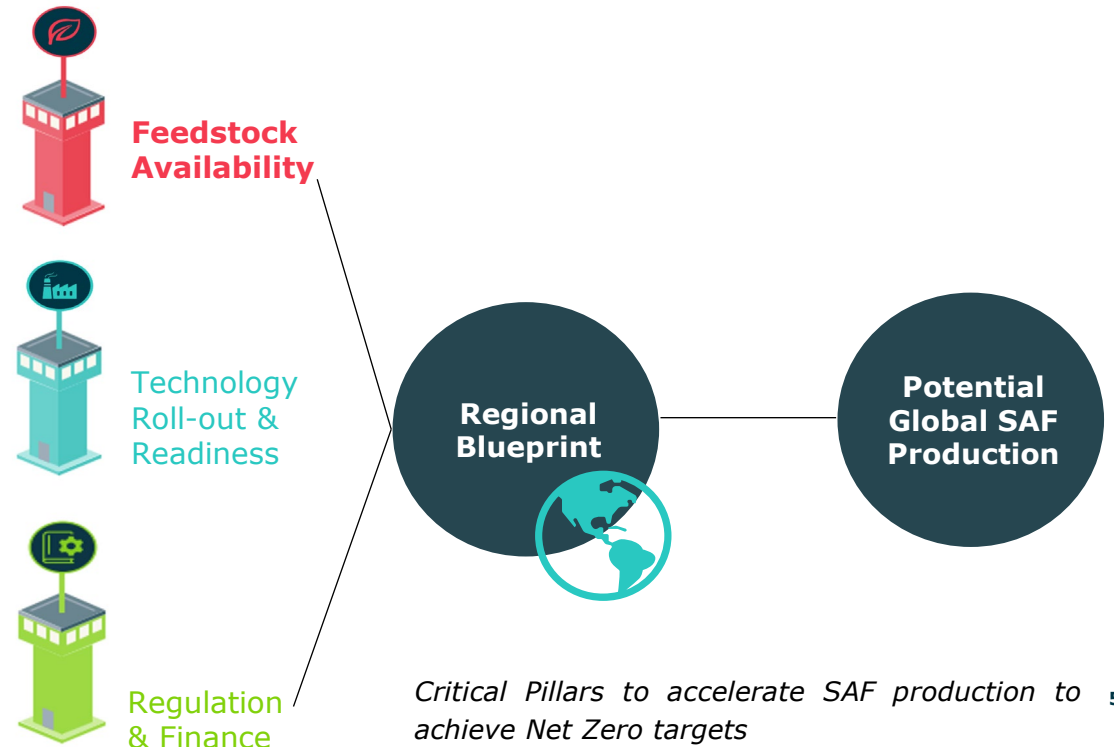 Feedstock
Availability
Technology
Roll-out &
Readiness
Regulation
& Finance
Regional
Blueprint
Potential
Global SAF
Production
Critical Pillars to accelerate SAF production to
achieve Net Zero targets
5